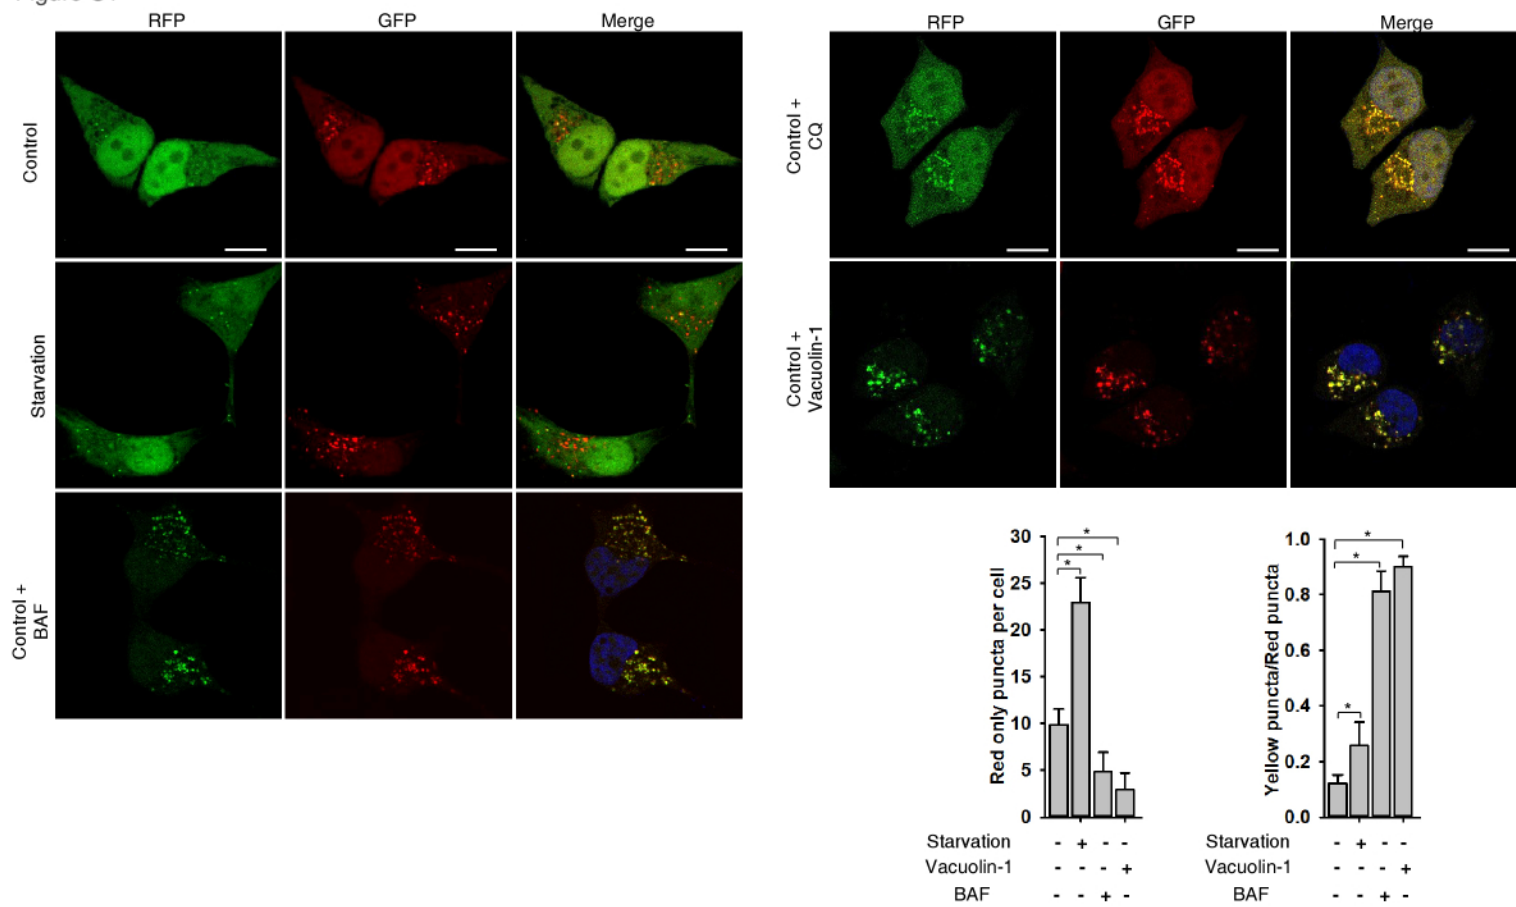 RFP GFP Merge
Control
Starvation
Control +
BAF
RFP GFP Merge
Control +
CQ
Control +
Vacuolin-1
30
25
20
15
10
5
0
Red only puncta per cell
* * *
Starvation - + - -
Vacuolin-1 - - - +
BAF - - + -
1.0
0.8
0.6
0.4
0.2
0.0
Yellow puncta/Red puncta
* * *
Starvation - + - -
Vacuolin-1 - - - +
BAF - - + -